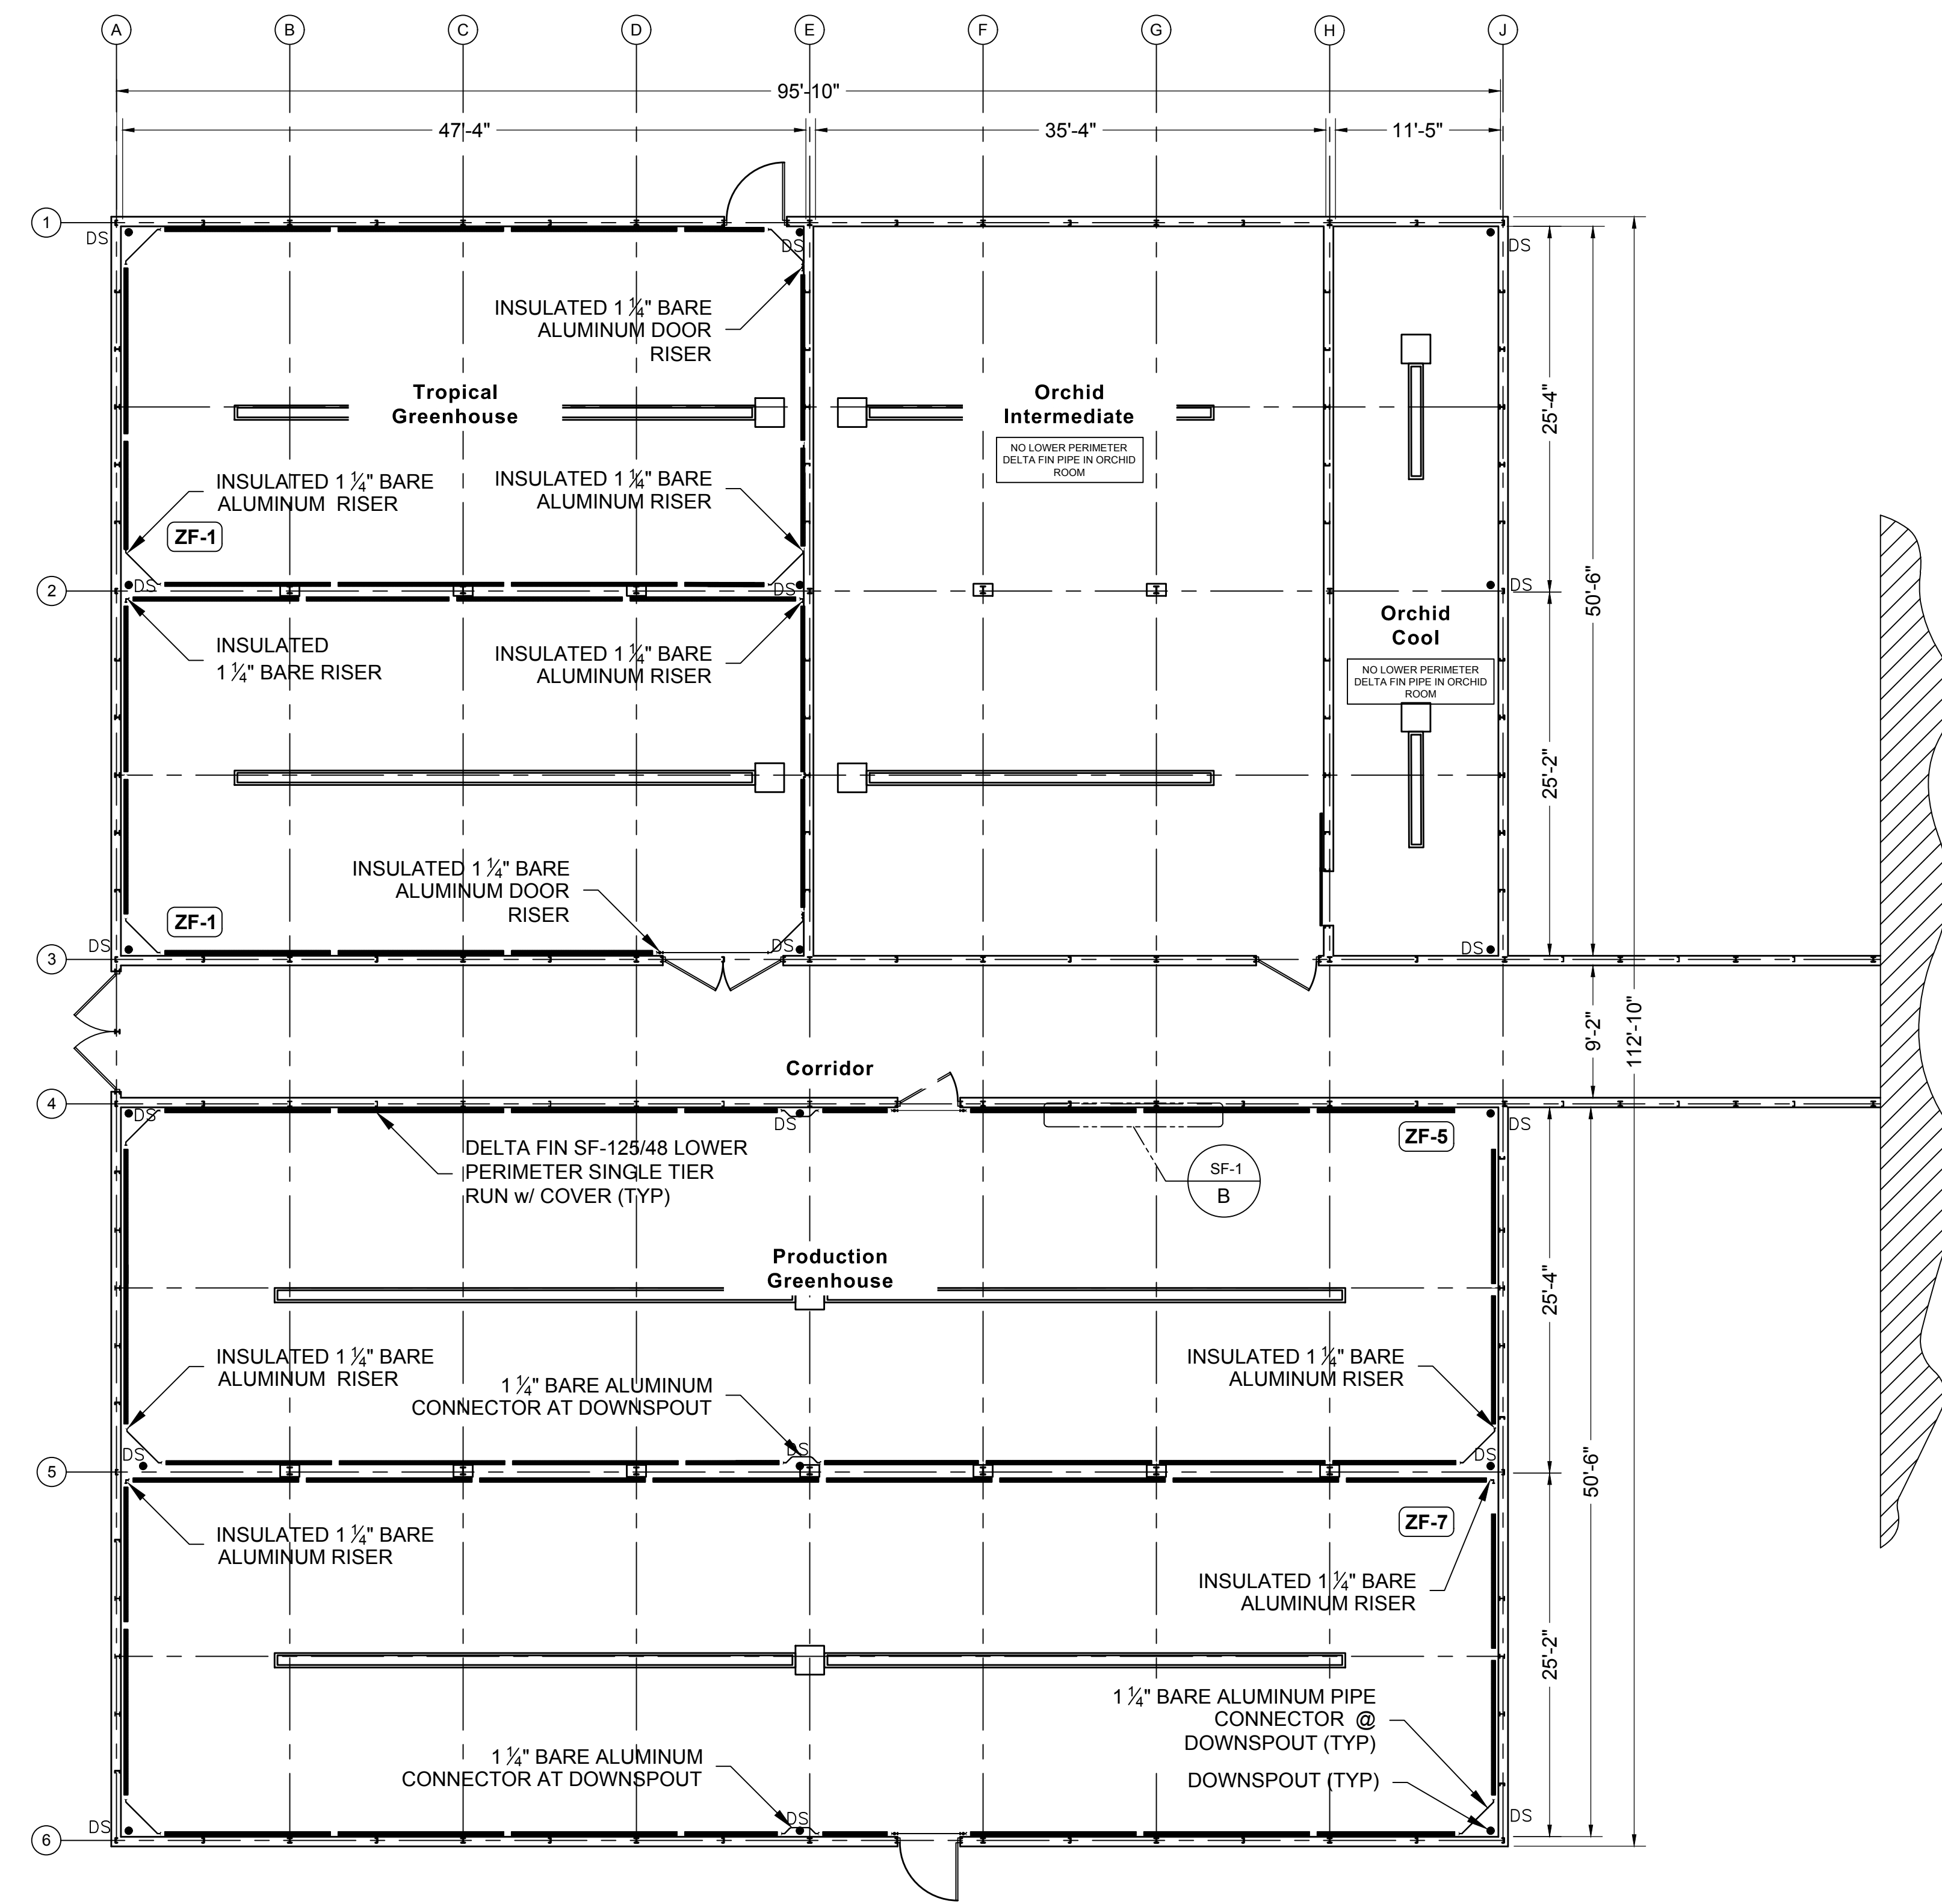 A
B
C
D
E
F
G
H
J
95'-10"
47'-4"
35'-4"
11'-5"
1
DS
DS
DS
INSULATED 1 1/4" BARE
ALUMINUM DOOR
RISER
Tropical
Greenhouse
Orchid
Intermediate
NO LOWER PERIMETER
DELTA FIN PIPE IN ORCHID
ROOM
25'-4"
INSULATED 1 1/4" BARE
ALUMINUM RISER
INSULATED 1 1/4" BARE
ALUMINUM RISER
ZF-1
2
DS
DS
DS
50'-6"
Orchid
Cool
NO LOWER PERIMETER
DELTA FIN PIPE IN ORCHID
ROOM
INSULATED
1 1/4" BARE RISER
INSULATED 1 1/4" BARE
ALUMINUM RISER
25'-2"
INSULATED 1 1/4" BARE
ALUMINUM DOOR
RISER
ZF-1
3
DS
DS
DS
9'-2"
112'-10"
Corridor
4
DS
DS
DS
DELTA FIN SF-125/48 LOWER
PERIMETER SINGLE TIER
RUN w/ COVER (TYP)
ZF-5
SF-1
B
Production
Greenhouse
25'-4"
INSULATED 1 1/4" BARE
ALUMINUM RISER
1 1/4" BARE ALUMINUM
CONNECTOR AT DOWNSPOUT
INSULATED 1 1/4" BARE
ALUMINUM RISER
5
DS
DS
DS
50'-6"
ZF-7
INSULATED 1 1/4" BARE
ALUMINUM RISER
INSULATED 1 1/4" BARE
ALUMINUM RISER
25'-2"
1 1/4" BARE ALUMINUM PIPE
CONNECTOR @
DOWNSPOUT (TYP)
1 1/4" BARE ALUMINUM
CONNECTOR AT DOWNSPOUT
DOWNSPOUT (TYP)
6
DS
DS
DS